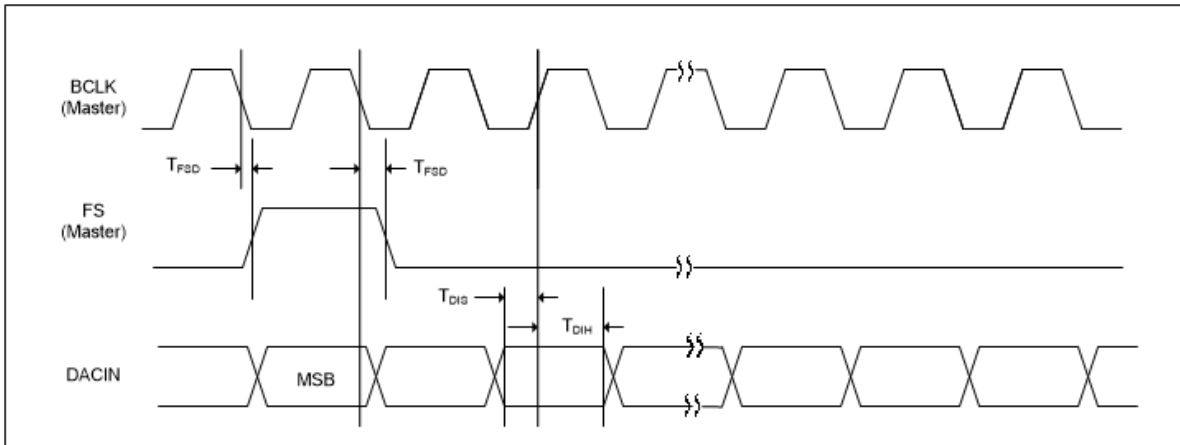 BCLK
(Master)
TFSD
TFSD
FS
(Master)
TDIS
TDIH
DACIN
MSB